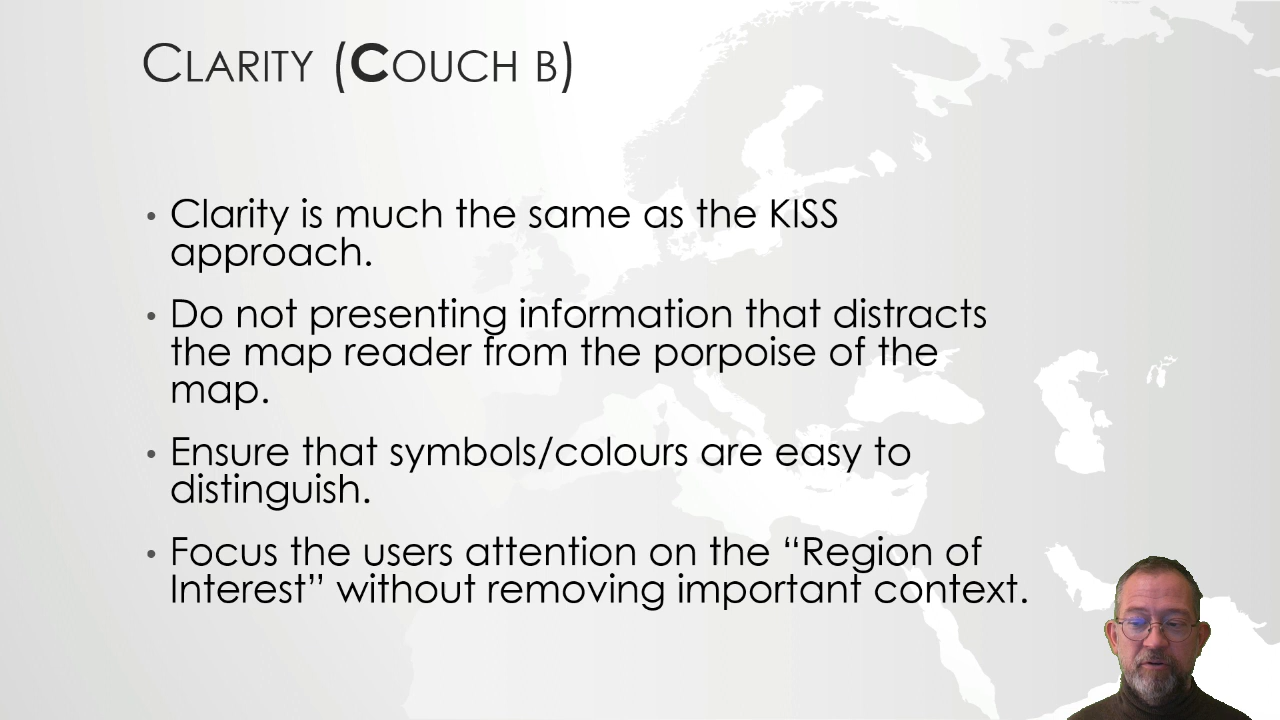 CLARITY (COUCH B)
• Clarity is much the same as the KISS
approach.
• Do not presenting information that distracts
the map reader from the porpoise of the
map.
• Ensure that symbols/colours are easy to
distinguish.
• Focus the users attention on the “Region of
Interest” without removing important context.